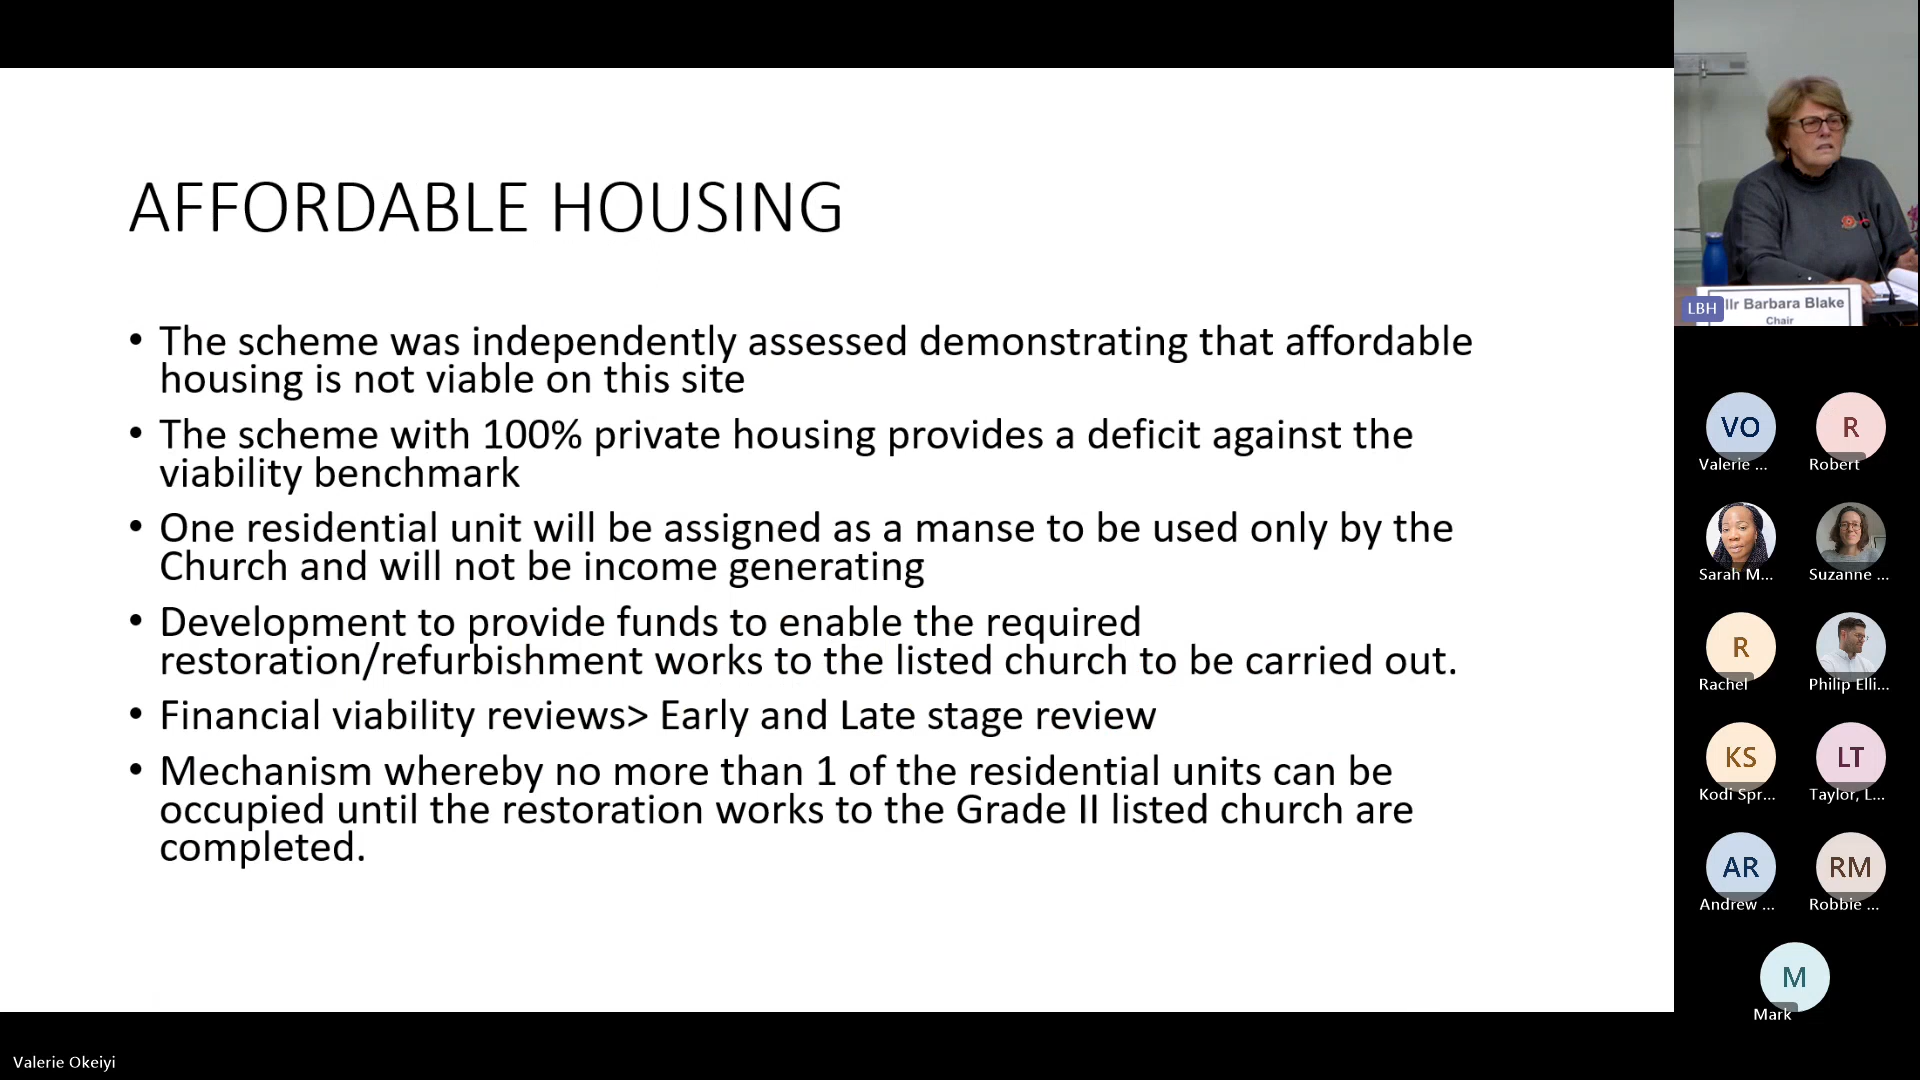 AFFORDABLE HOUSING
• The scheme was independently assessed demonstrating that affordable
housing is not viable on this site
• The scheme with 100% private housing provides a deficit against the
viability benchmark
• One residential unit will be assigned as a manse to be used only by the
Church and will not be income generating
• Development to provide funds to enable the required
restoration/refurbishment works to the listed church to be carried out.
• Financial viability reviews> Early and Late stage review
• Mechanism whereby no more than 1 of the residential units can be
occupied until the restoration works to the Grade II listed church are
completed.
llr Barbara Blake
Chair
LBH
VO
Valerie ...
R
Robert
Sarah M...
Suzanne ...
R
Rachel
Philip Elli...
KS
Kodi Spr...
LT
Taylor, L...
AR
Andrew ...
RM
Robbie ...
M
Mark
Valerie Okeiyi